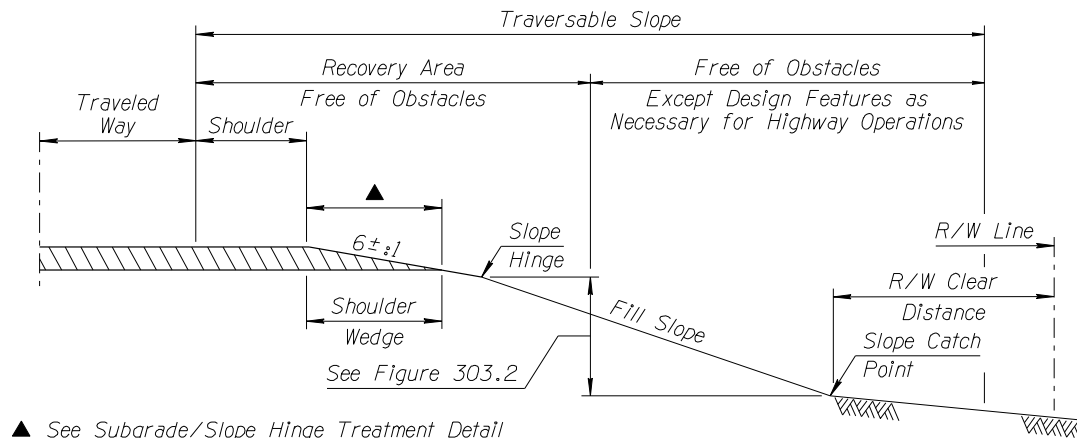 Traversable Slope
Recovery Area
Free of Obstacles
Free of Obstacles
Except Design Features as
Necessary for Highway Operations
Traveled
Way
Shoulder
▲
6±:1
Slope
Hinge
R/W Line
R/W Clear
Distance
Shoulder
Wedge
Fill Slope
Slope Catch
Point
See Figure 303.2
▲ See Subgrade/Slope Hinge Treatment Detail